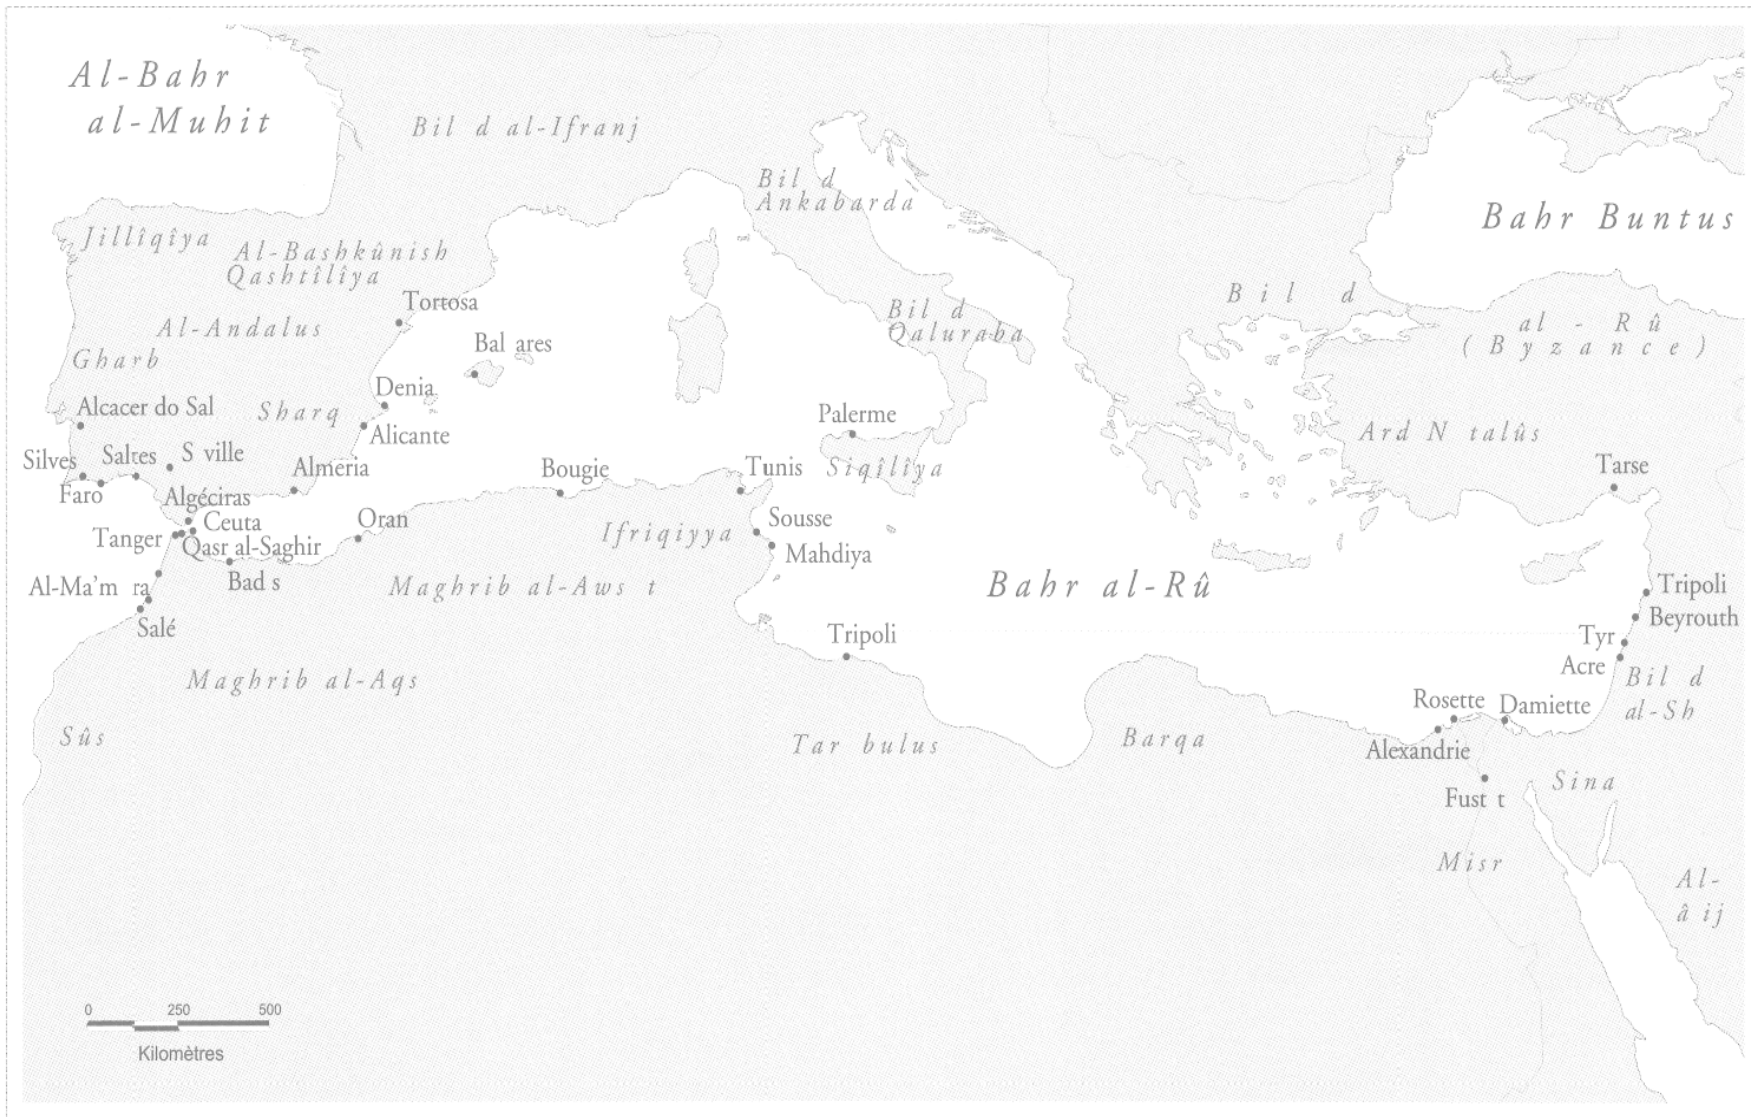 Al-Bahr
al-Muhit
Bil d al-Ifranj
Bil d
Ankabarda
Bahr Buntus
Jillîqîya
Al-Bashkûnish
Qashtîlîya
Tortosa
Bil d
Qaluraba
Bil d
al - R û
( B y z a n c e )
Al-Andalus
Gharb
Bal ares
Denia
Alcacer do Sal
Sharq
Alicante
Palerme
Ard N talûs
Silves
Saltes
S ville
Almeria
Bougie
Tunis
Siqîlîya
Tarse
Faro
Algéciras
Ceuta
Oran
Ifriqiyya
Sousse
Tanger
Qasr al-Saghir
Mahdiya
Al-Ma'm ra
Bad s
Maghrib al-Aws t
Bahr al-Rû
Tripoli
Beyrouth
Salé
Tripoli
Tyr
Acre
Maghrib al-Aqs
Bil d
al-Sh
Rosette
Damiette
Sûs
Tar bulus
Barqa
Alexandrie
Sina
Fust t
Misr
Al-
â ij
0 250 500
Kilomètres